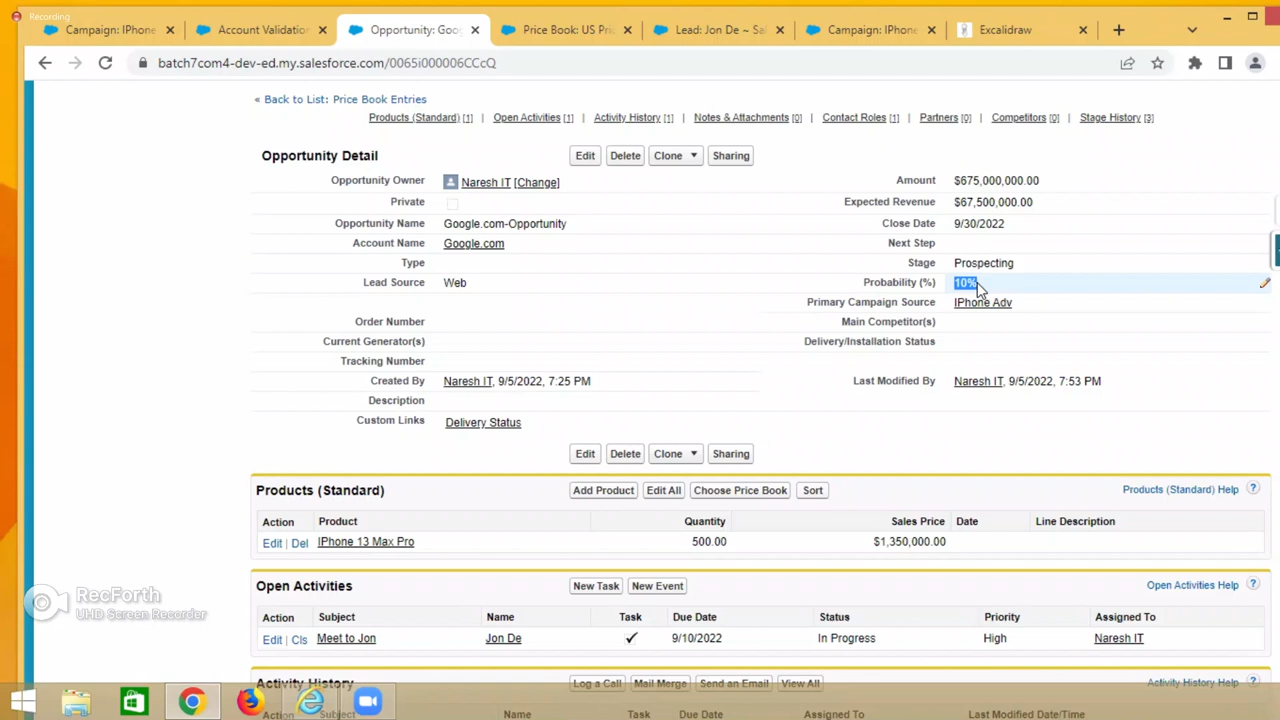 Recording
Campaign: IPhone
Account Validation
Opportunity: Goo
Price Book: US Pri
Lead: Jon De ~ Sal
Campaign: IPhone
Excalidraw
batch7com4-dev-ed.my.salesforce.com/0065i000006CCcQ
« Back to List: Price Book Entries
Products (Standard) [1] | Open Activities [1] | Activity History [1] | Notes & Attachments [0] | Contact Roles [1] | Partners [0] | Competitors [0] | Stage History [3]
Opportunity Detail Edit Delete Clone Sharing
Opportunity Owner Naresh IT [Change] Amount $675,000,000.00
Private Expected Revenue $67,500,000.00
Opportunity Name Google.com-Opportunity Close Date 9/30/2022
Account Name Google.com Next Step
Type Stage Prospecting
Lead Source Web Probability (%) 10%
Primary Campaign Source IPhone Adv
Order Number Main Competitor(s)
Current Generator(s) Delivery/Installation Status
Tracking Number
Created By Naresh IT, 9/5/2022, 7:25 PM Last Modified By Naresh IT, 9/5/2022, 7:53 PM
Description
Custom Links Delivery Status
Edit Delete Clone Sharing
Products (Standard) Add Product Edit All Choose Price Book Sort Products (Standard) Help ?
Action Product Quantity Sales Price Date Line Description
Edit | Del IPhone 13 Max Pro 500.00 $1,350,000.00
Open Activities New Task New Event Open Activities Help ?
Action Subject Name Task Due Date Status Priority Assigned To
Edit | Cls Meet to Jon Jon De 9/10/2022 In Progress High Naresh IT
Activity History Log a Call Mail Merge Send an Email View All Activity History Help ?
Action Subject Name Task Due Date Assigned To Last Modified Date/Time
RecForth
UHD Screen Recorder